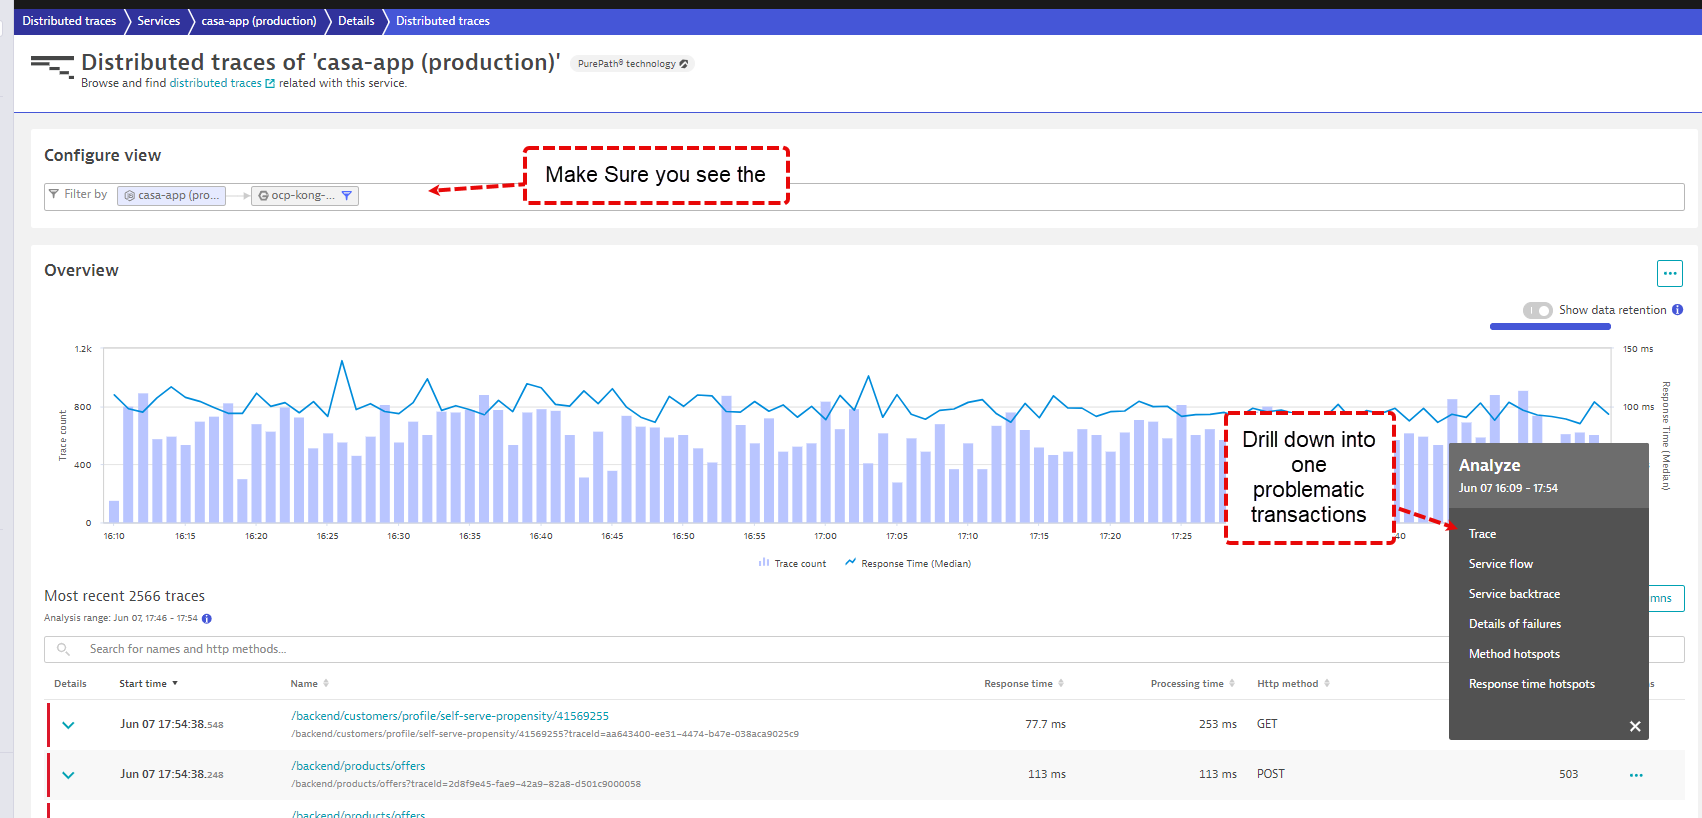 Distributed traces Services casa-app (production) Details Distributed traces
Distributed traces of 'casa-app (production)' PurePath® technology
Browse and find distributed traces related with this service.
Configure view
Make Sure you see the
Filter by casa-app (pro... ocp-kong-...
Overview
...
Show data retention
1.2k
800
400
0
Trace count
150 ms
100 ms
Response Time (Median)
16:10 16:15 16:20 16:25 16:30 16:35 16:40 16:45 16:50 16:55 17:00 17:05 17:10 17:15 17:20 17:25 40
Trace count Response Time (Median)
Drill down into
one
problematic
transactions
Analyze
Jun 07 16:09 - 17:54
Trace
Service flow
Service backtrace
Details of failures
Method hotspots
Response time hotspots
Most recent 2566 traces
mns
Analysis range: Jun 07, 17:46 - 17:54
Search for names and http methods...
Details Start time Name Response time Processing time Http method s
Jun 07 17:54:38.548 /backend/customers/profile/self-serve-propensity/41569255 77.7 ms 253 ms GET
/backend/customers/profile/self-serve-propensity/41569255?traceId=aa643400-ee31-4474-b47e-038aca9025c9
Jun 07 17:54:38.248 /backend/products/offers 113 ms 113 ms POST 503 ...
/backend/products/offers?traceId=2d8f9e45-fae9-42a9-82a8-d501c9000058
/backend/products/offers